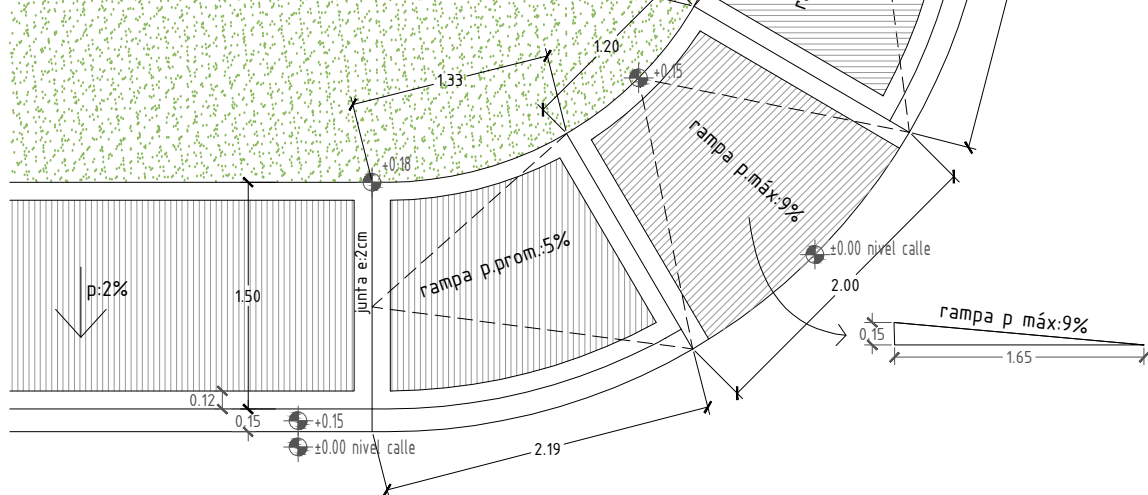 1.20
1.33
+0.15
+0.18
rampa p.máx:9%
junta e:2cm
rampa p.prom.:5%
±0.00 nivel calle
p:2%
1.50
2.00
rampa p máx:9%
0.15
1.65
0.12
0.15
+0.15
±0.00 nivel calle
2.19